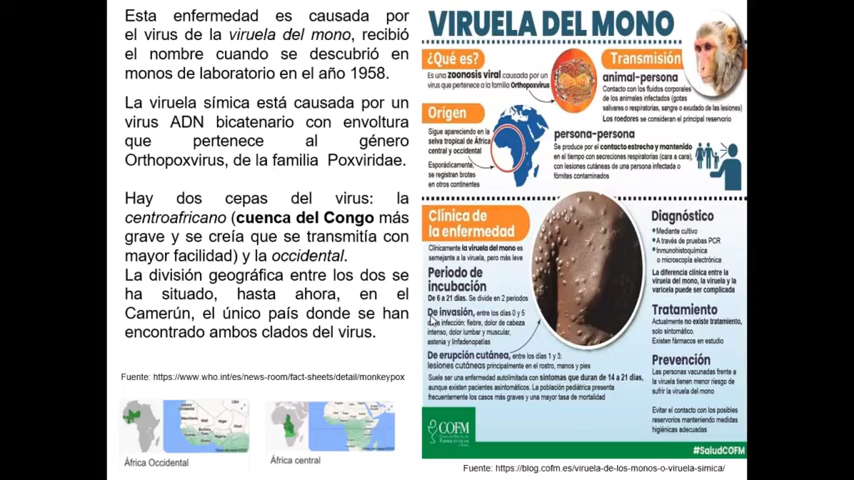 Esta enfermedad es causada por
el virus de la viruela del mono, recibió
el nombre cuando se descubrió en
monos de laboratorio en el año 1958.
La viruela símica está causada por un
virus ADN bicatenario con envoltura
que pertenece al género
Orthopoxvirus, de la familia Poxviridae.
Hay dos cepas del virus: la
centroafricano (cuenca del Congo más
grave y se creía que se transmitía con
mayor facilidad) y la occidental.
La división geográfica entre los dos se
ha situado, hasta ahora, en el
Camerún, el único país donde se han
encontrado ambos clados del virus.
Fuente: https://www.who.int/es/news-room/fact-sheets/detail/monkeypox
África Occidental
África central
VIRUELA DEL MONO
¿Qué es?
Es una zoonosis viral causada por un
virus que pertenece a la familia Orthopoxvirus
Transmisión
animal-persona
Contacto con los fluidos corporales
de los animales infectados (gotas
salivares o respiratorias, sangre o exudado de las lesiones)
Los roedores se consideran el principal reservorio
Origen
Sigue apareciendo en la
selva tropical de África
central y occidental
Esporádicamente,
se registran brotes
en otros continentes
persona-persona
Se produce por el contacto estrecho y mantenido
en el tiempo con secreciones respiratorias (cara a cara),
con lesiones cutáneas de una persona infectada o
fómites contaminados
Clínica de
la enfermedad
Clínicamente la viruela del mono es
semejante a la viruela, pero más leve
Periodo de
incubación
De 6 a 21 días. Se divide en 2 periodos
De invasión, entre los días 0 y 5
infección: fiebre, dolor de cabeza
intenso, dolor lumbar y muscular,
astenia y linfadenopatías
De erupción cutánea, entre los días 1 y 3:
lesiones cutáneas principalmente en rostro, manos y pies
Suele ser una enfermedad autolimitada con síntomas que duran de 14 a 21 días,
aunque existen pacientes asintomáticos. La población pediátrica presenta
frecuentemente los casos más graves y una mayor tasa de mortalidad
Diagnóstico
Mediante cultivo
A través de pruebas PCR
Inmunohistoquímica
o microscopía electrónica
La diferencia clínica entre la
viruela del mono, la viruela y la
varicela puede ser complicada
Tratamiento
Actualmente no existe tratamiento,
solo sintomático.
Existen fármacos en estudio
Prevención
Las personas vacunadas frente a
la viruela tienen menor riesgo de
sufrir la viruela del mono
Evitar el contacto con los posibles
reservorios manteniendo medidas
higiénicas adecuadas
COFM
#SaludCOFM
Fuente: https://blog.cofm.es/viruela-de-los-monos-o-viruela-simica/